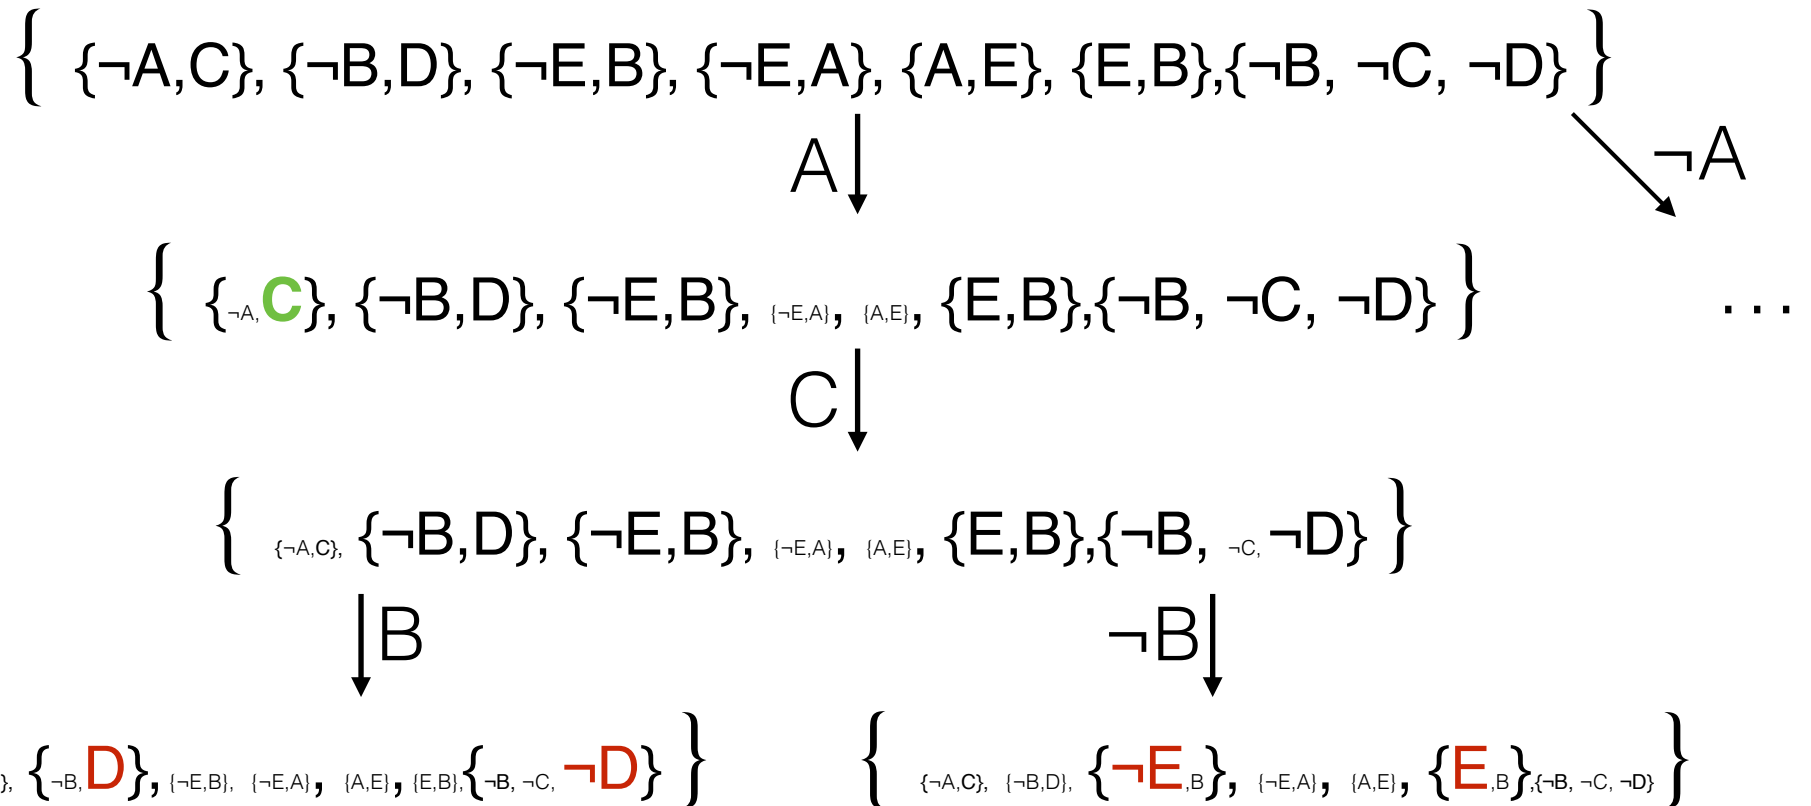 { {¬A,C}, {¬B,D}, {¬E,B}, {¬E,A}, {A,E}, {E,B},{¬B, ¬C, ¬D} }
A
¬A
{ {¬A,C}, {¬B,D}, {¬E,B}, {¬E,A}, {A,E}, {E,B},{¬B, ¬C, ¬D} }
...
C
{ {¬A,C}, {¬B,D}, {¬E,B}, {¬E,A}, {A,E}, {E,B},{¬B, ¬C, ¬D} }
B
¬B
}, {¬B,D}, {¬E,B}, {¬E,A}, {A,E}, {E,B},{¬B, ¬C, ¬D} }
{ {¬A,C}, {¬B,D}, {¬E,B}, {¬E,A}, {A,E}, {E,B},{¬B, ¬C, ¬D} }